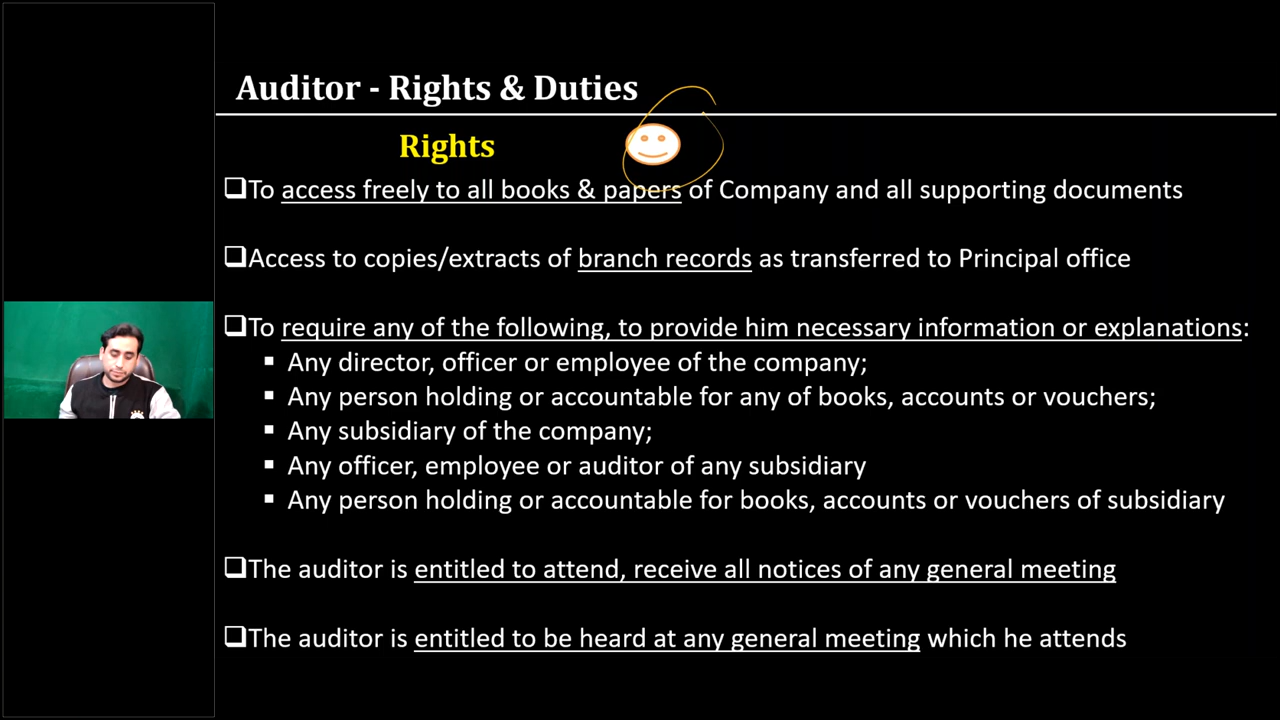 Auditor - Rights & Duties
Rights
To access freely to all books & papers of Company and all supporting documents
Access to copies/extracts of branch records as transferred to Principal office
To require any of the following, to provide him necessary information or explanations:
Any director, officer or employee of the company;
Any person holding or accountable for any of books, accounts or vouchers;
Any subsidiary of the company;
Any officer, employee or auditor of any subsidiary
Any person holding or accountable for books, accounts or vouchers of subsidiary
The auditor is entitled to attend, receive all notices of any general meeting
The auditor is entitled to be heard at any general meeting which he attends